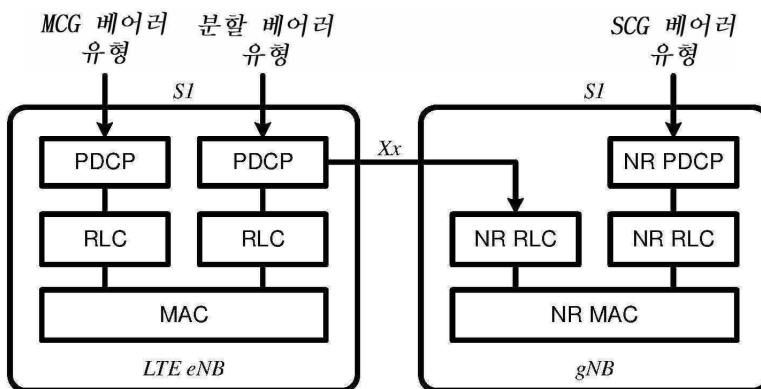 MCG 베어러
유형
분할 베어러
유형
SCG 베어러
유형
S1
S1
PDCP
PDCP
Xx
NR PDCP
RLC
RLC
NR RLC
NR RLC
MAC
NR MAC
LTE eNB
gNB